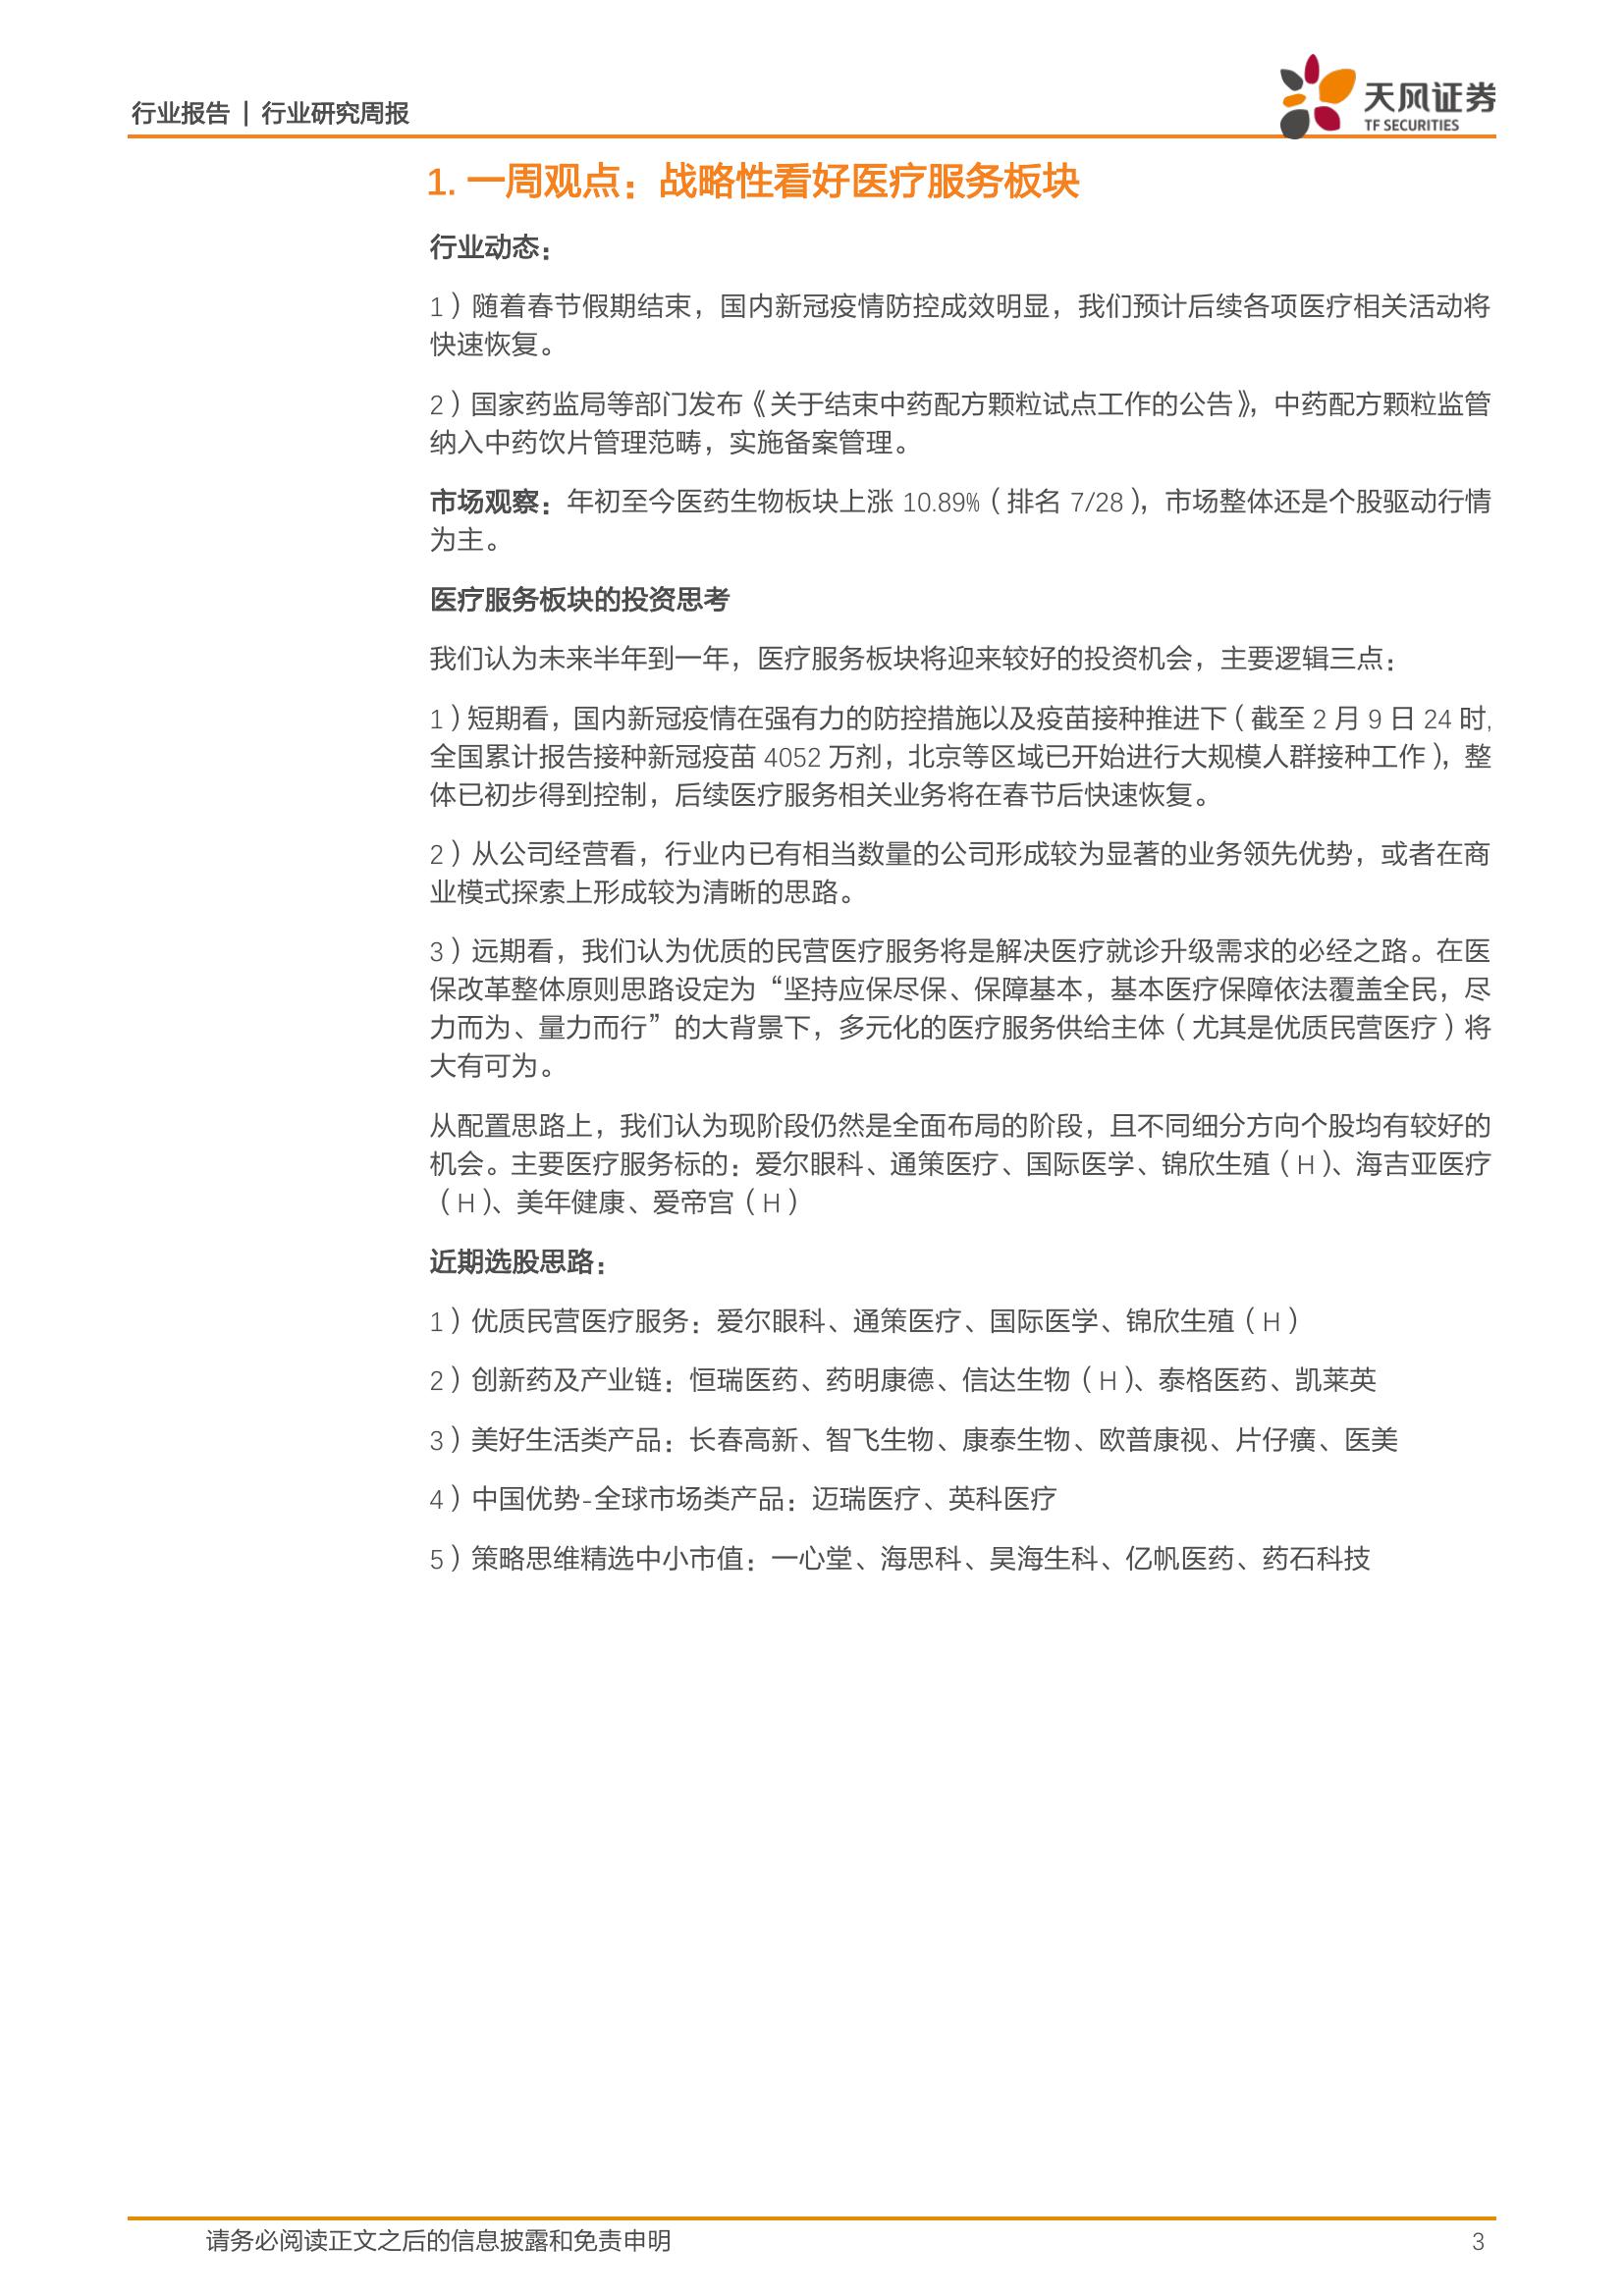 行业报告 | 行业研究周报
天风证券
TF SECURITIES
1. 一周观点：战略性看好医疗服务板块
行业动态：
1）随着春节假期结束，国内新冠疫情防控成效明显，我们预计后续各项医疗相关活动将
快速恢复。
2）国家药监局等部门发布《关于结束中药配方颗粒试点工作的公告》，中药配方颗粒监管
纳入中药饮片管理范畴，实施备案管理。
市场观察：年初至今医药生物板块上涨 10.89%（排名 7/28），市场整体还是个股驱动行情
为主。
医疗服务板块的投资思考
我们认为未来半年到一年，医疗服务板块将迎来较好的投资机会，主要逻辑三点：
1）短期看，国内新冠疫情在强有力的防控措施以及疫苗接种推进下（截至 2 月 9 日 24 时,
全国累计报告接种新冠疫苗 4052 万剂，北京等区域已开始进行大规模人群接种工作），整
体已初步得到控制，后续医疗服务相关业务将在春节后快速恢复。
2）从公司经营看，行业内已有相当数量的公司形成较为显著的业务领先优势，或者在商
业模式探索上形成较为清晰的思路。
3）远期看，我们认为优质的民营医疗服务将是解决医疗就诊升级需求的必经之路。在医
保改革整体原则思路设定为“坚持应保尽保、保障基本，基本医疗保障依法覆盖全民，尽
力而为、量力而行”的大背景下，多元化的医疗服务供给主体（尤其是优质民营医疗）将
大有可为。
从配置思路上，我们认为现阶段仍然是全面布局的阶段，且不同细分方向个股均有较好的
机会。主要医疗服务标的：爱尔眼科、通策医疗、国际医学、锦欣生殖（H）、海吉亚医疗
（H）、美年健康、爱帝宫（H）
近期选股思路：
1）优质民营医疗服务：爱尔眼科、通策医疗、国际医学、锦欣生殖（H）
2）创新药及产业链：恒瑞医药、药明康德、信达生物（H）、泰格医药、凯莱英
3）美好生活类产品：长春高新、智飞生物、康泰生物、欧普康视、片仔癀、医美
4）中国优势-全球市场类产品：迈瑞医疗、英科医疗
5）策略思维精选中小市值：一心堂、海思科、昊海生科、亿帆医药、药石科技
请务必阅读正文之后的信息披露和免责申明
3